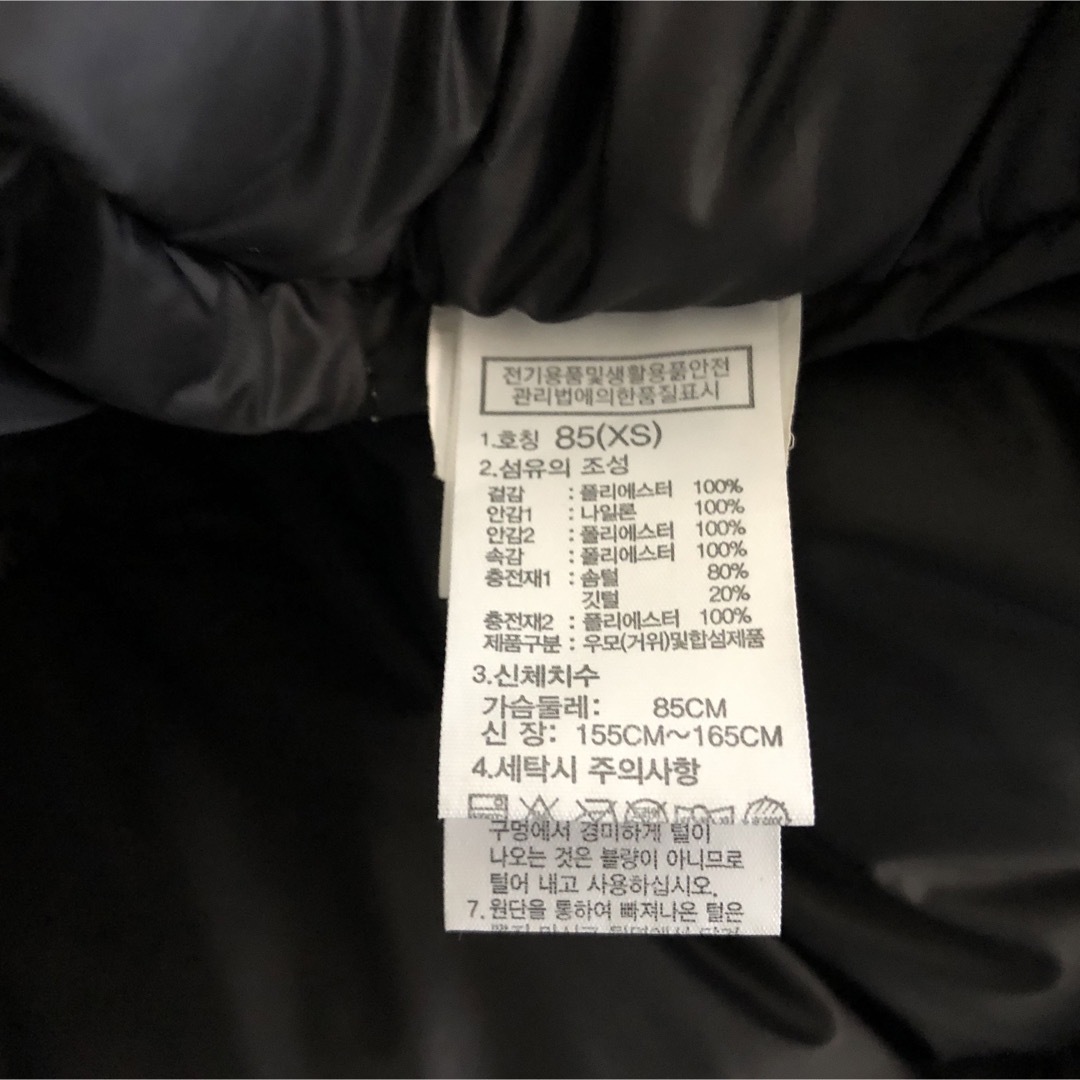 전기용품및생활용품안전
관리법에의한품질표시
1.호칭 85(XS)
2.섬유의 조성
겉감 : 폴리에스터 100%
안감1 : 나일론 100%
안감2 : 폴리에스터 100%
속감 : 폴리에스터 100%
충전재1 : 솜털 80%
깃털 20%
충전재2 : 폴리에스터 100%
제품구분 : 우모(거위)및합섬제품
3.신체치수
가슴둘레: 85CM
신 장: 155CM~165CM
4.세탁시 주의사항
구멍에서 경미하게 털이
나오는 것은 불량이 아니므로
털어 내고 사용하십시오.
7. 원단을 통하여 빠져나온 털은